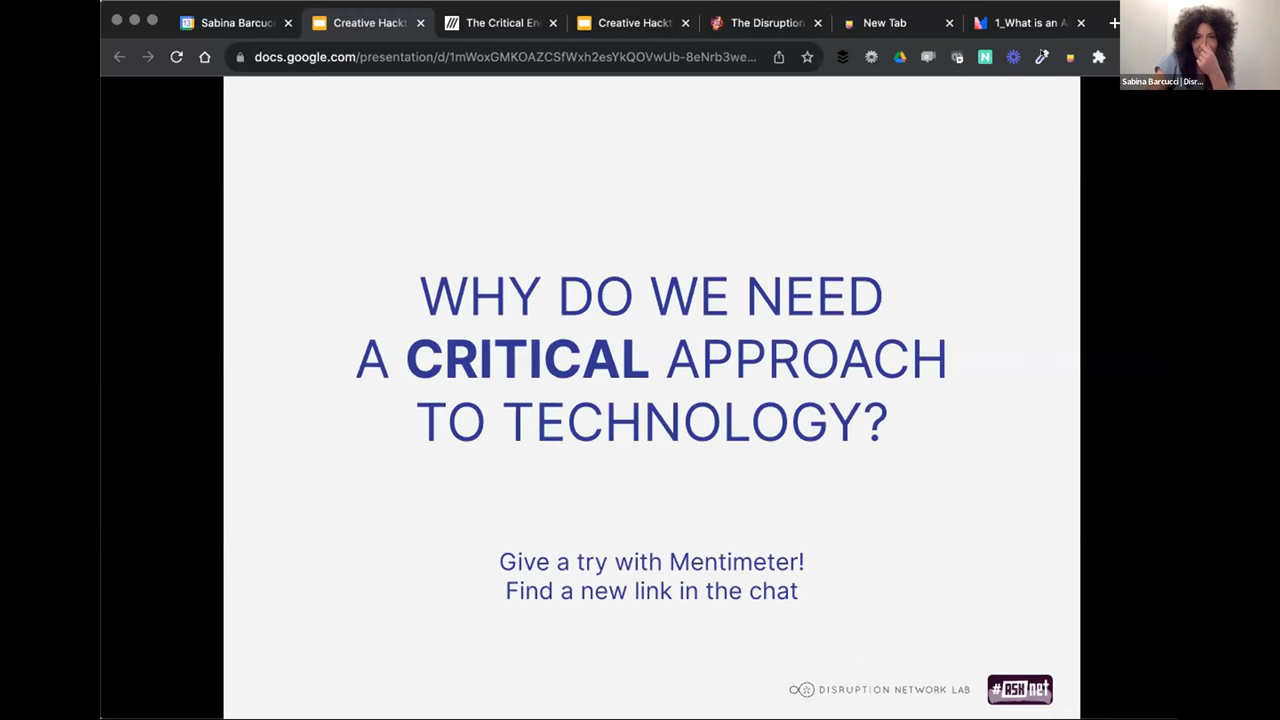 Sabina Barcucc
Creative Hackt
The Critical En
Creative Hackt
The Disruption
New Tab
1_What is an A
docs.google.com/presentation/d/1mWoxGMKOAZCSfWxh2esYkQOVwUb-8eNrb3we...
Sabina Barcucci | Disr...
WHY DO WE NEED
A CRITICAL APPROACH
TO TECHNOLOGY?
Give a try with Mentimeter!
Find a new link in the chat
DISRUPTION NETWORK LAB
#ASKnet